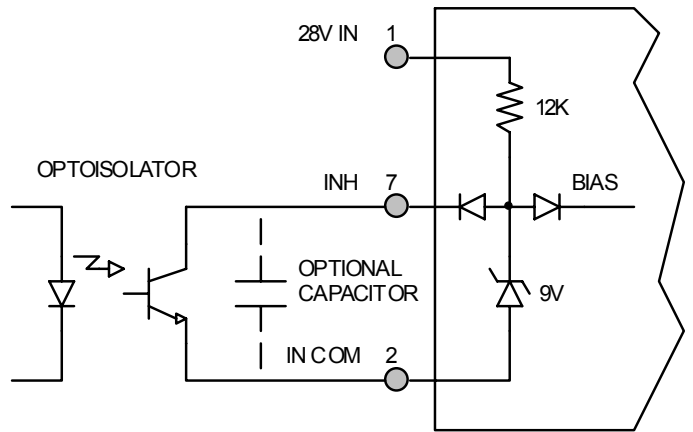 28V IN 1
12K
OPTOISOLATOR
INH 7
BIAS
OPTIONAL
CAPACITOR
9V
IN COM 2